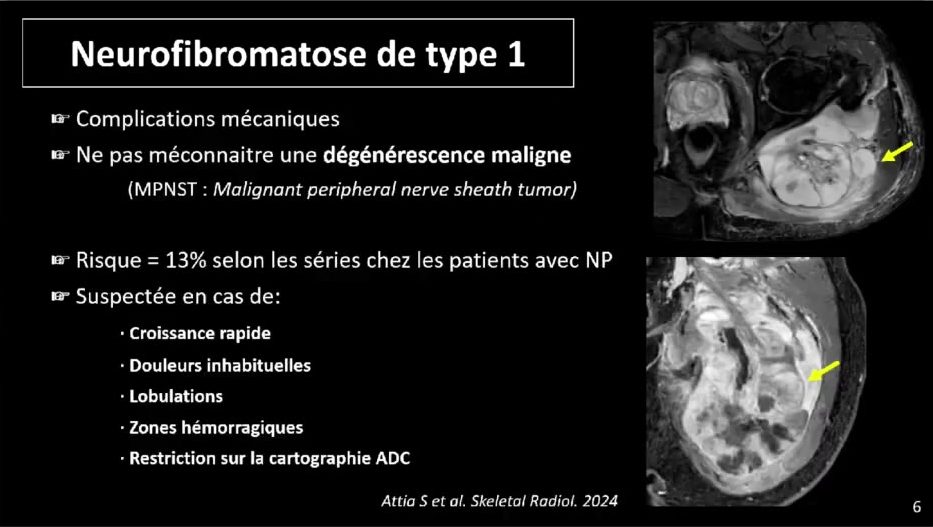 Neurofibromatose de type 1
☞ Complications mécaniques
☞ Ne pas méconnaitre une dégénérescence maligne
(MPNST : Malignant peripheral nerve sheath tumor)
☞ Risque = 13% selon les séries chez les patients avec NP
☞ Suspectée en cas de:
· Croissance rapide
· Douleurs inhabituelles
· Lobulations
· Zones hémorragiques
· Restriction sur la cartographie ADC
Attia S et al. Skeletal Radiol. 2024
6